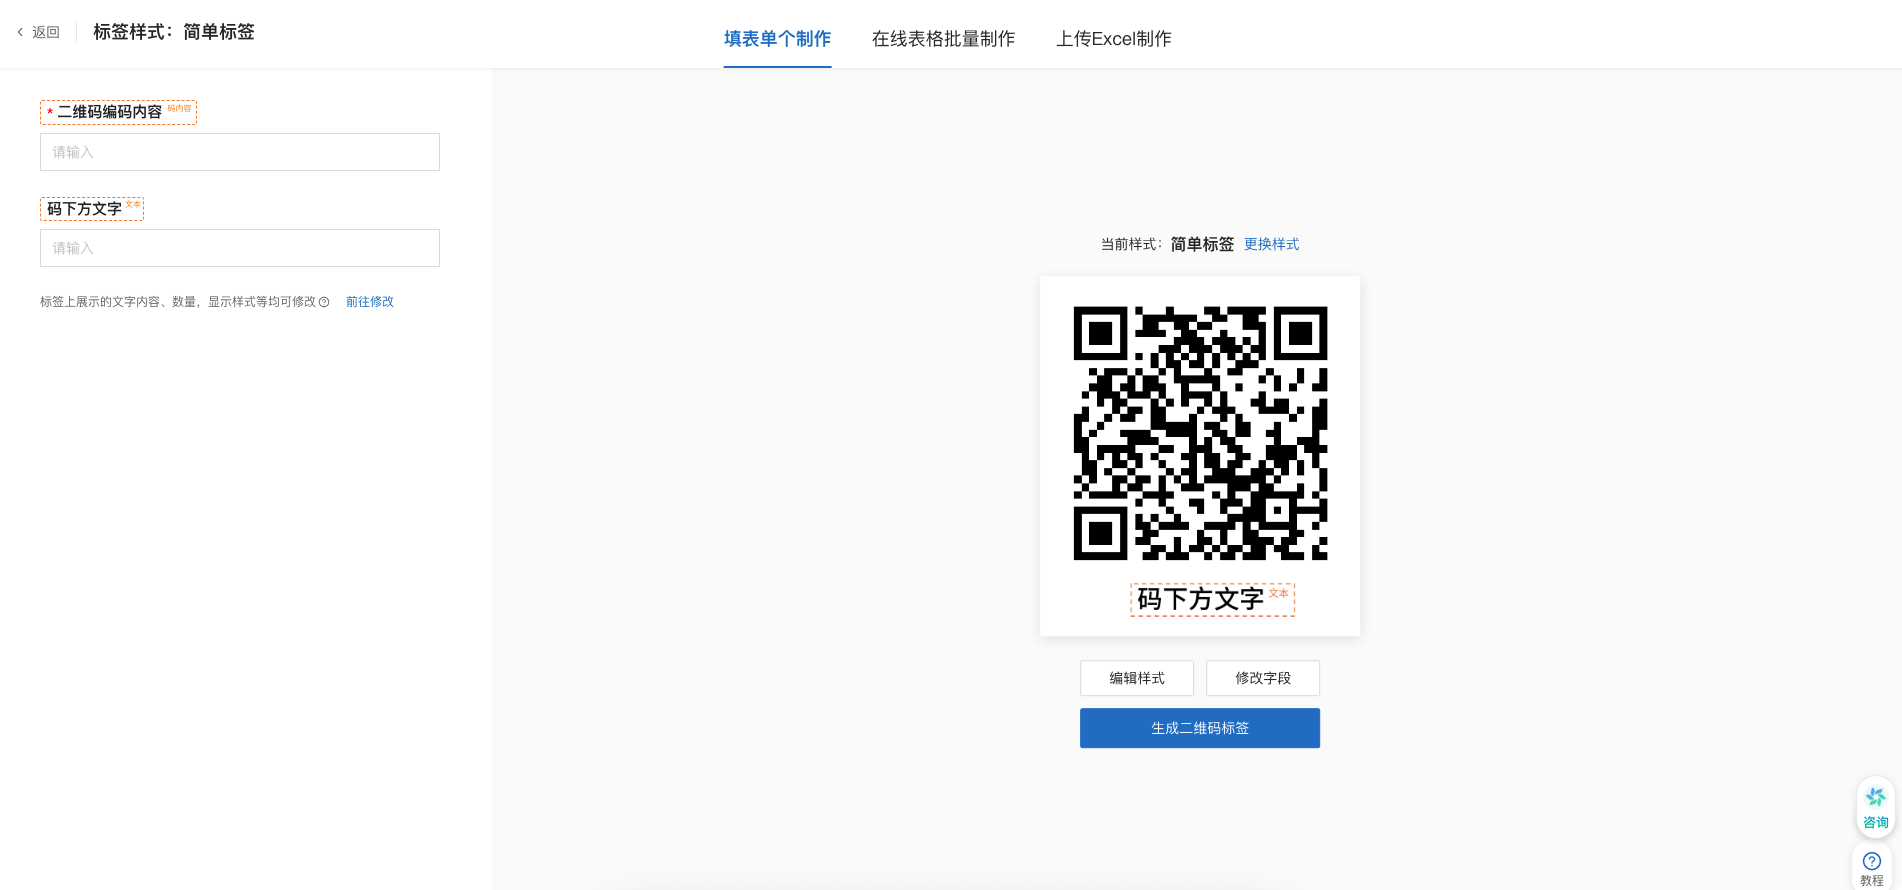 返回
标签样式：简单标签
填表单个制作
在线表格批量制作
上传Excel制作
* 二维码编码内容 码内容
请输入
码下方文字 文本
请输入
标签上展示的文字内容、数量，显示样式等均可修改 前往修改
当前样式：简单标签 更换样式
码下方文字 文本
编辑样式
修改字段
生成二维码标签
咨询
教程